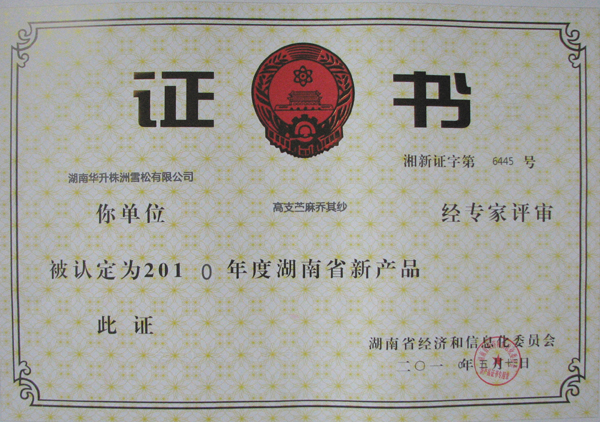 证书
湘新证字第 6445 号
湖南华升株洲雪松有限公司
你单位 高支苎麻乔其纱 经专家评审
被认定为2010年度湖南省新产品
此证
湖南省经济和信息化委员会
二〇一0年五月十日